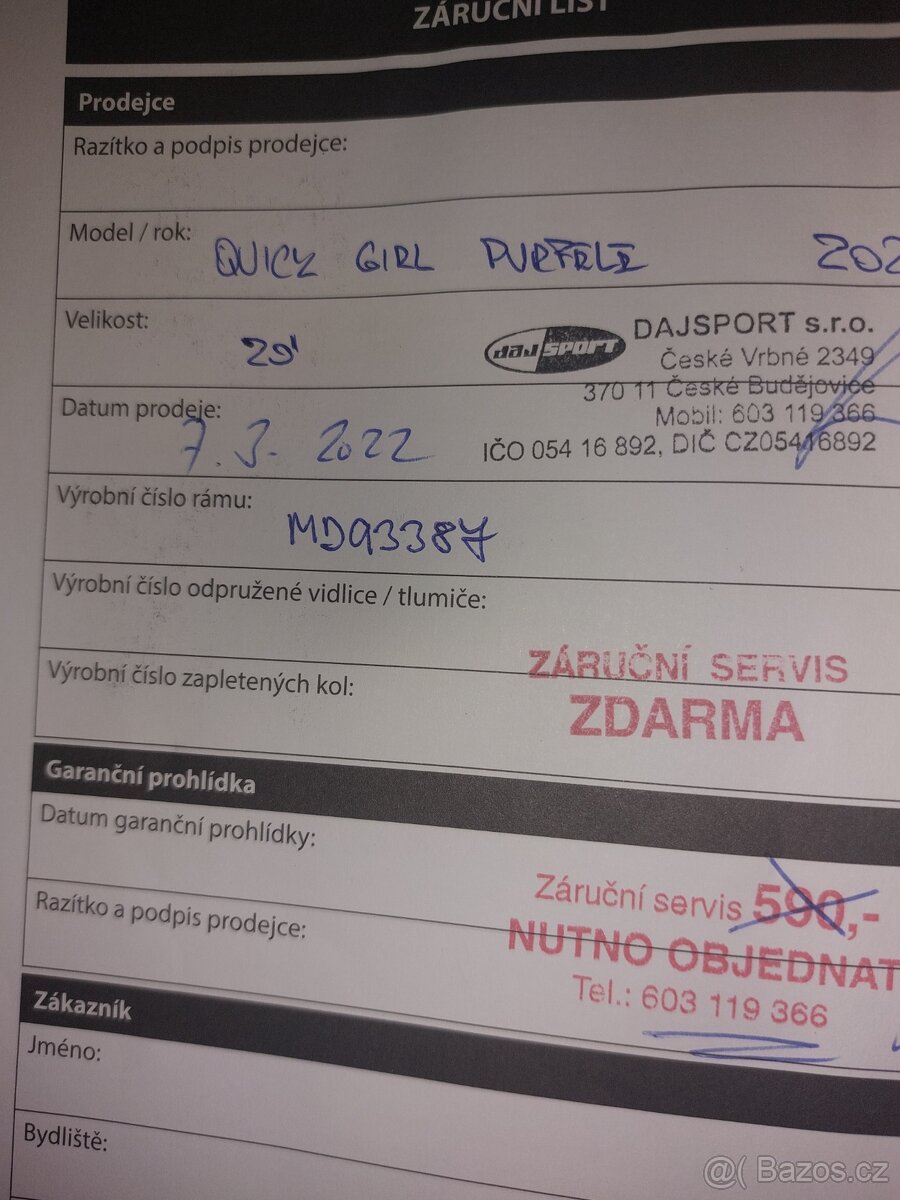 ZÁRUČNÍ LIST
Prodejce
Razítko a podpis prodejce:
Model / rok: QUICK GIRL
Velikost: 20"
dajsport DAJSPORT s.r.o.
České Vrbné 2349
370 11 České Budějovice
Mobil: 603 119 366
IČO 054 16 892, DIČ CZ05416892
Datum prodeje: 7.3. 2022
Výrobní číslo rámu: MD93387
Výrobní číslo odpružené vidlice / tlumiče:
Výrobní číslo zapletených kol:
ZÁRUČNÍ SERVIS
ZDARMA
Garanční prohlídka
Datum garanční prohlídky:
Záruční servis 590,-
Razítko a podpis prodejce:
NUTNO OBJEDNAT
Tel.: 603 119 366
Zákazník
Jméno:
Bydliště:
@( Bazos.cz